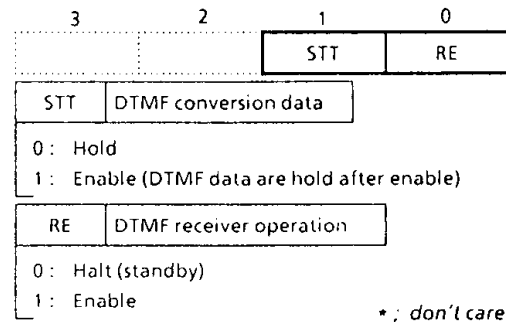 3 2 1 0
STT RE
STT DTMF conversion data
0 : Hold
1 : Enable (DTMF data are hold after enable)
RE DTMF receiver operation
0 : Halt (standby)
1 : Enable
* ; don't care